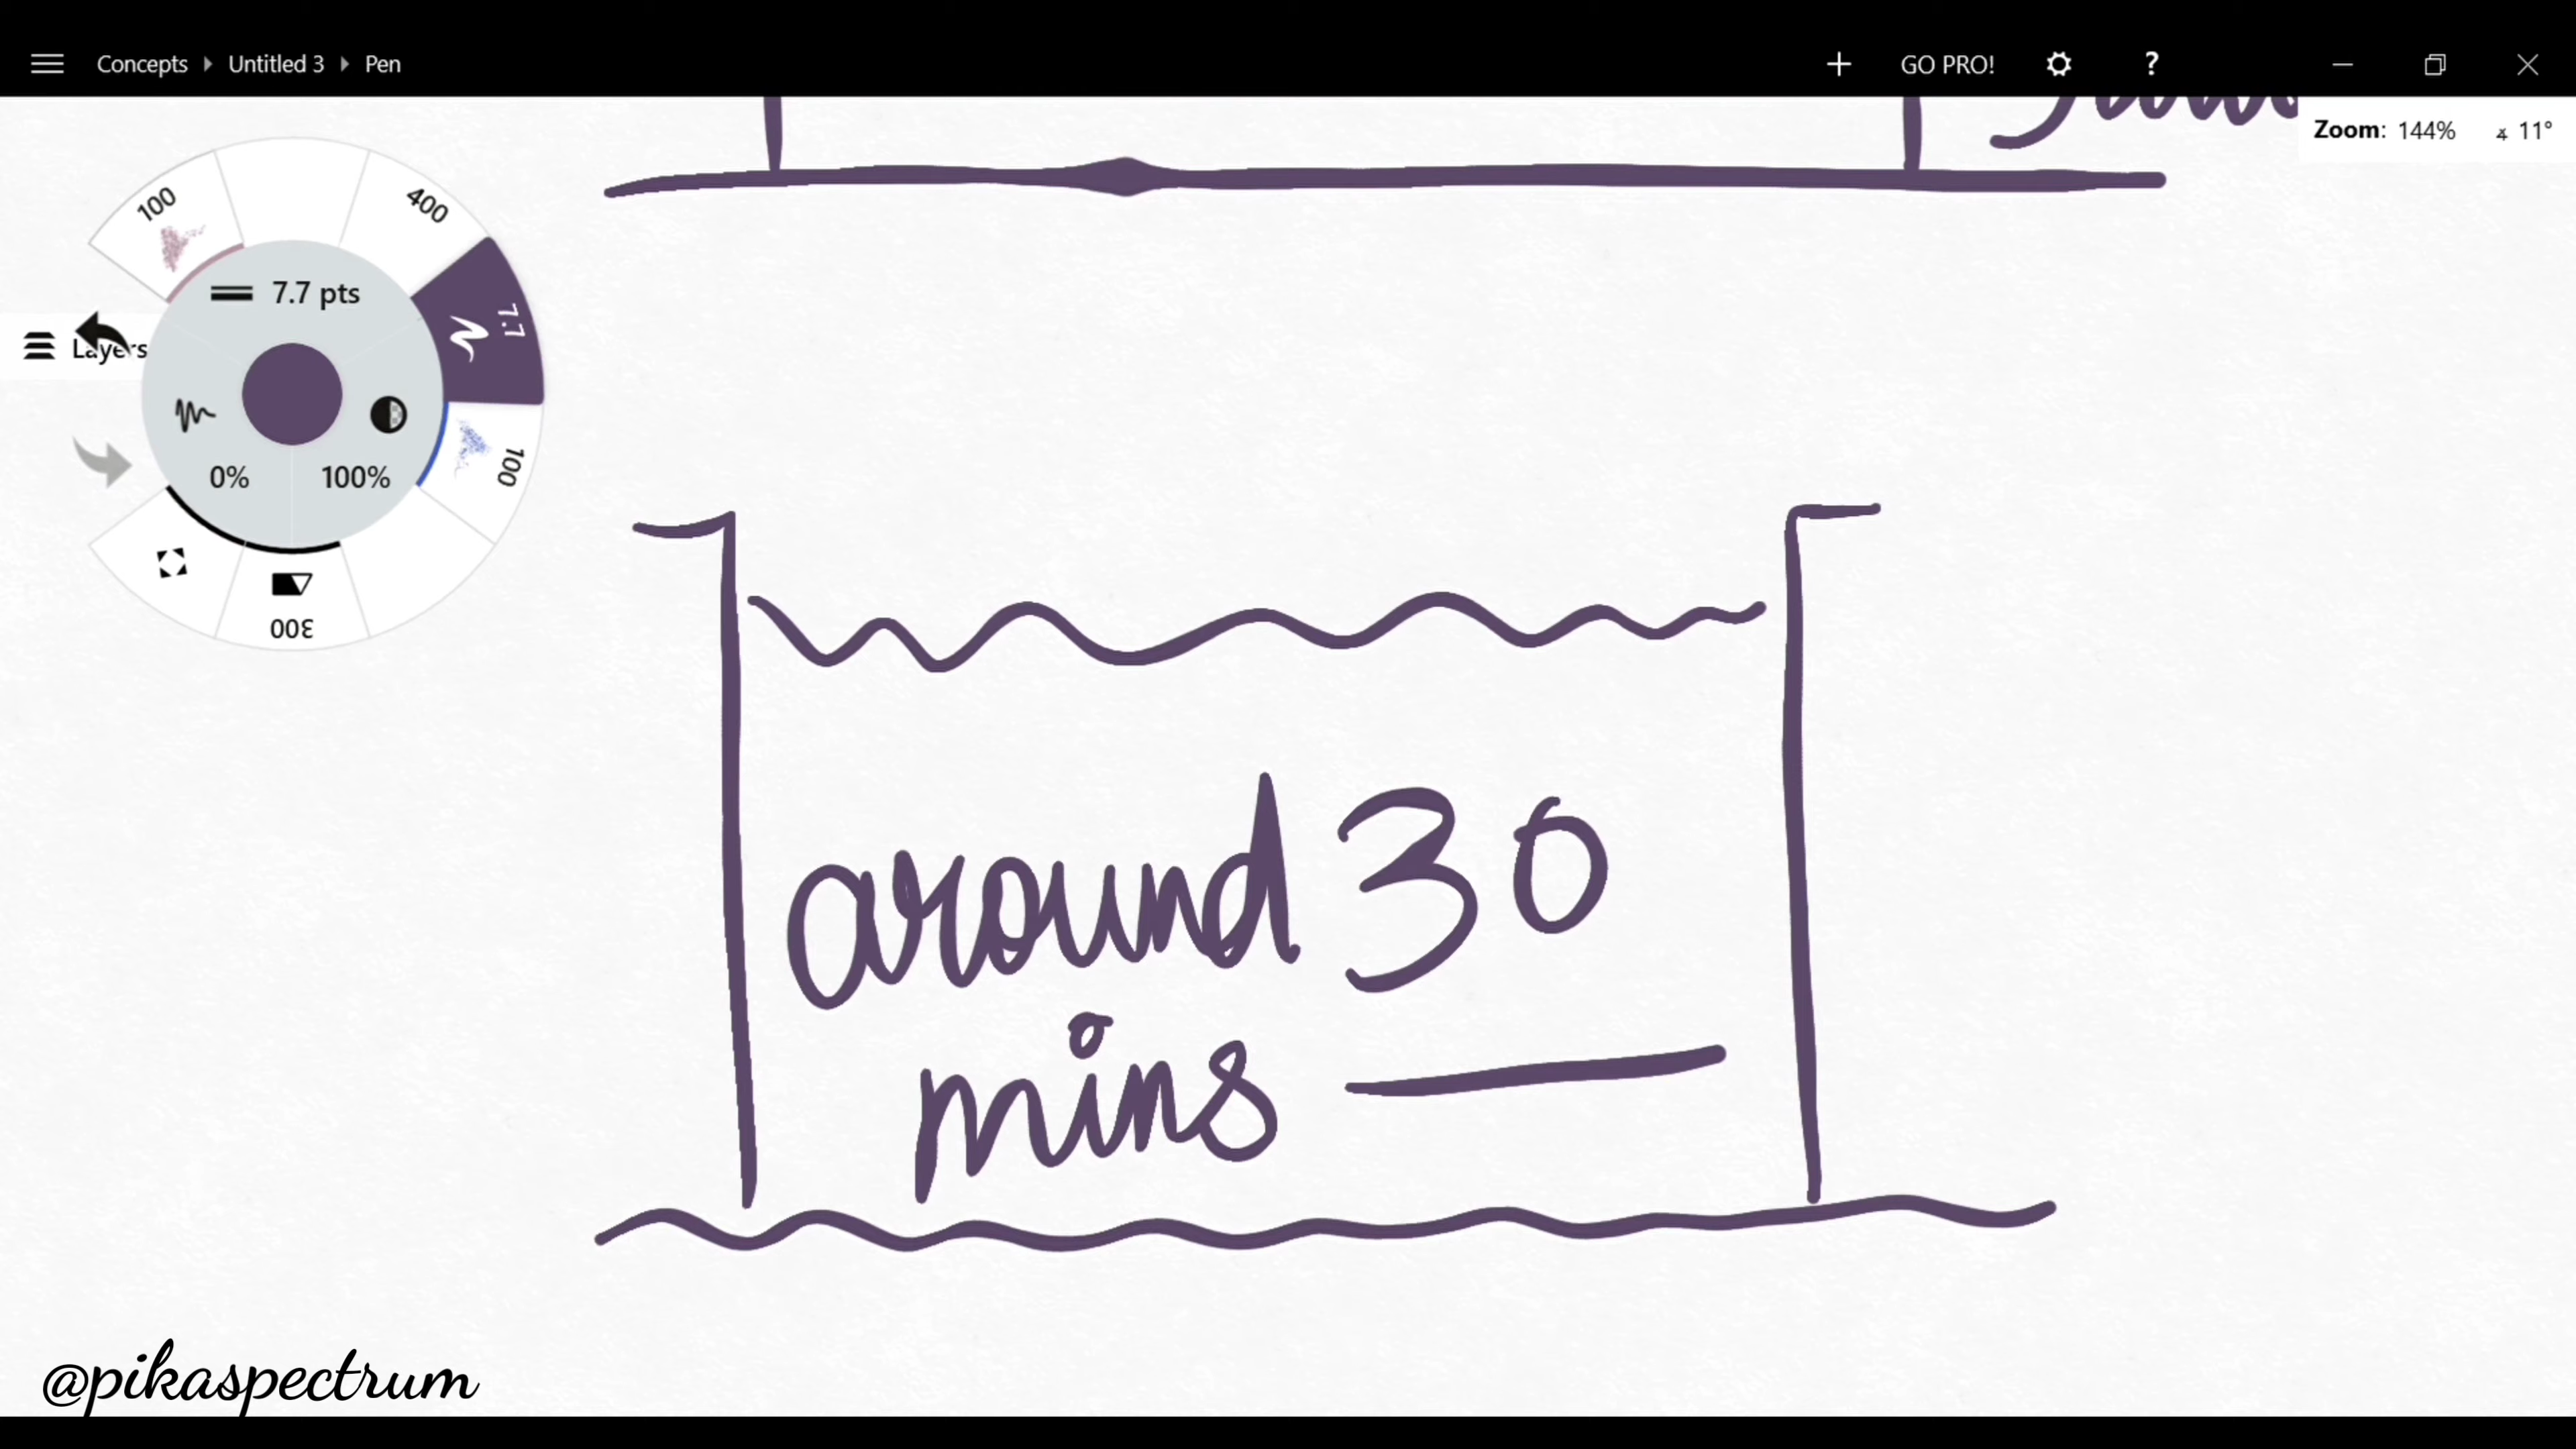 Concepts Untitled 3 Pen
GO PRO!
?
Zoom: 144% 11°
100
400
7.7 pts
7.7
Layers
100
0% 100%
300
around 30
mins
@pikaspectrum